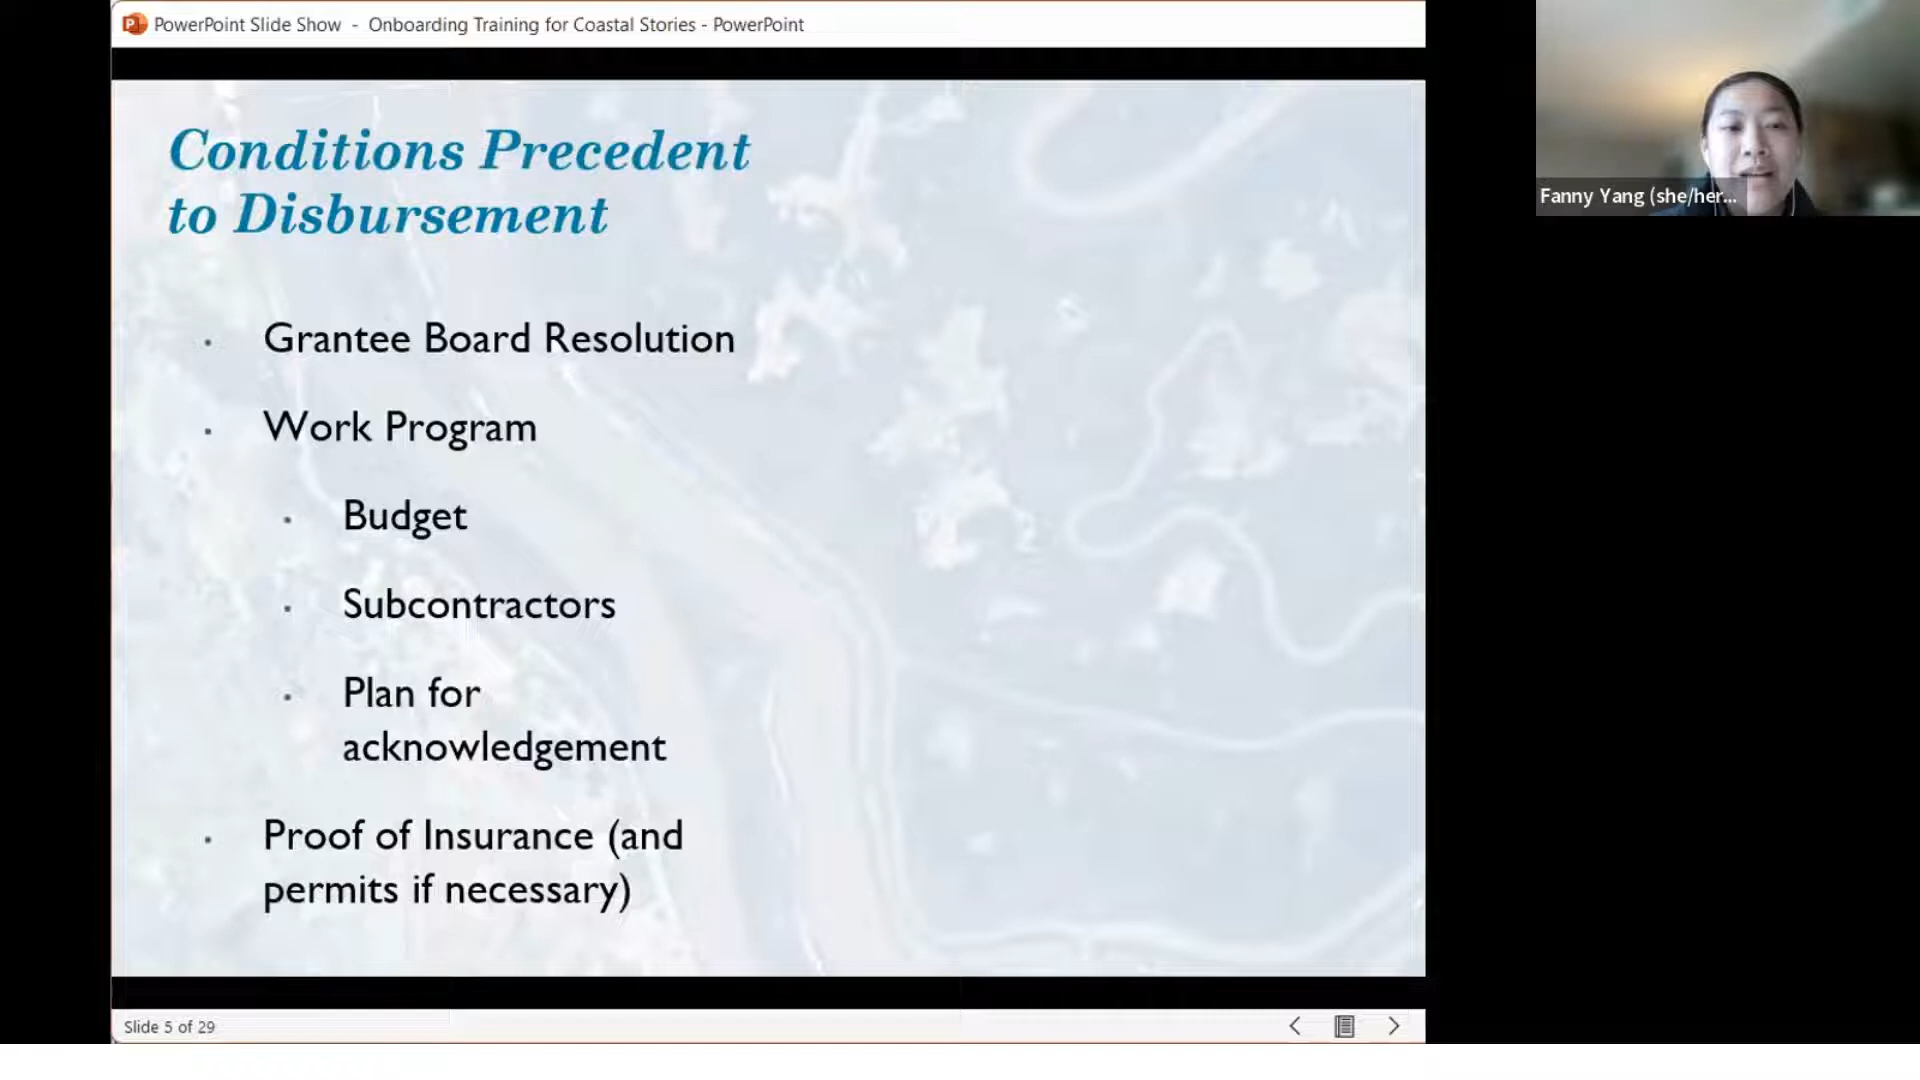 PowerPoint Slide Show - Onboarding Training for Coastal Stories - PowerPoint
Conditions Precedent
to Disbursement
Fanny Yang (she/her...
· Grantee Board Resolution
· Work Program
· Budget
· Subcontractors
· Plan for
acknowledgement
· Proof of Insurance (and
permits if necessary)
Slide 5 of 29